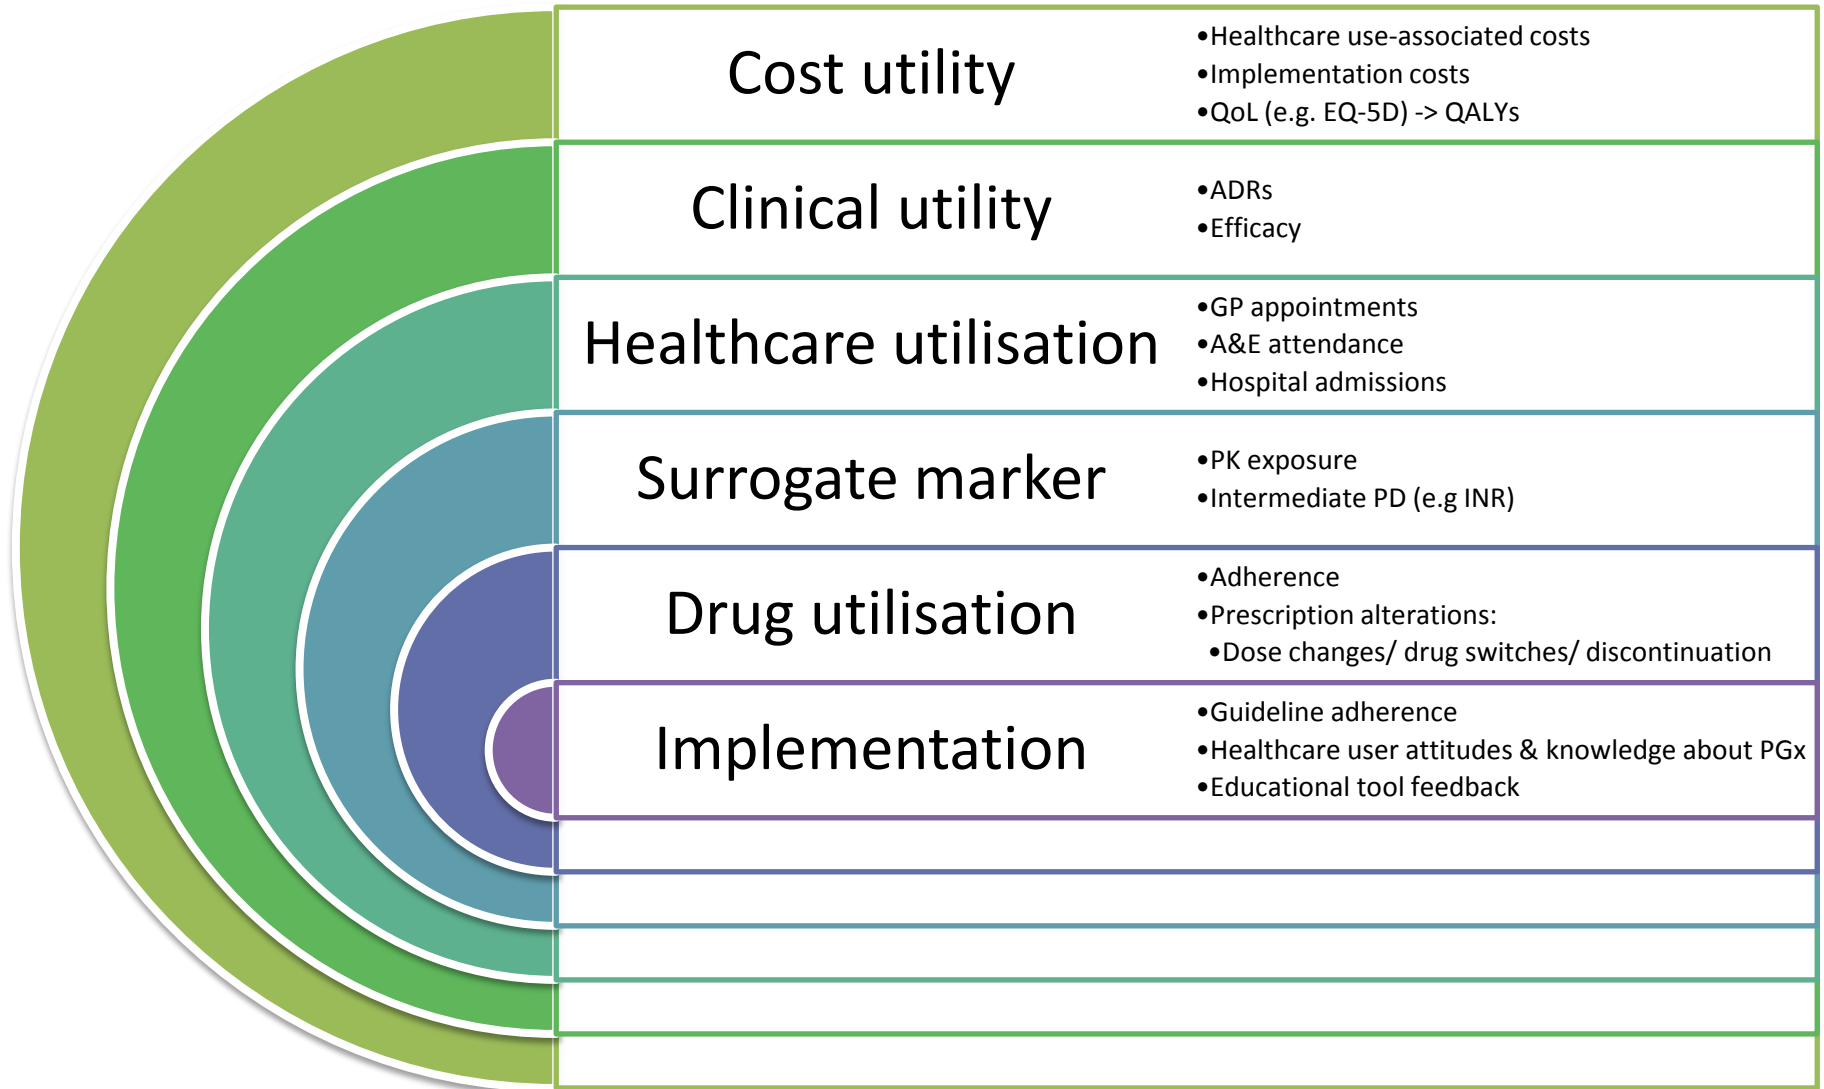 Cost utility
•Healthcare use-associated costs
•Implementation costs
•QoL (e.g. EQ-5D) -> QALYs
Clinical utility
•ADRs
•Efficacy
Healthcare utilisation
•GP appointments
•A&E attendance
•Hospital admissions
Surrogate marker
•PK exposure
•Intermediate PD (e.g INR)
Drug utilisation
•Adherence
•Prescription alterations:
•Dose changes/ drug switches/ discontinuation
Implementation
•Guideline adherence
•Healthcare user attitudes & knowledge about PGx
•Educational tool feedback